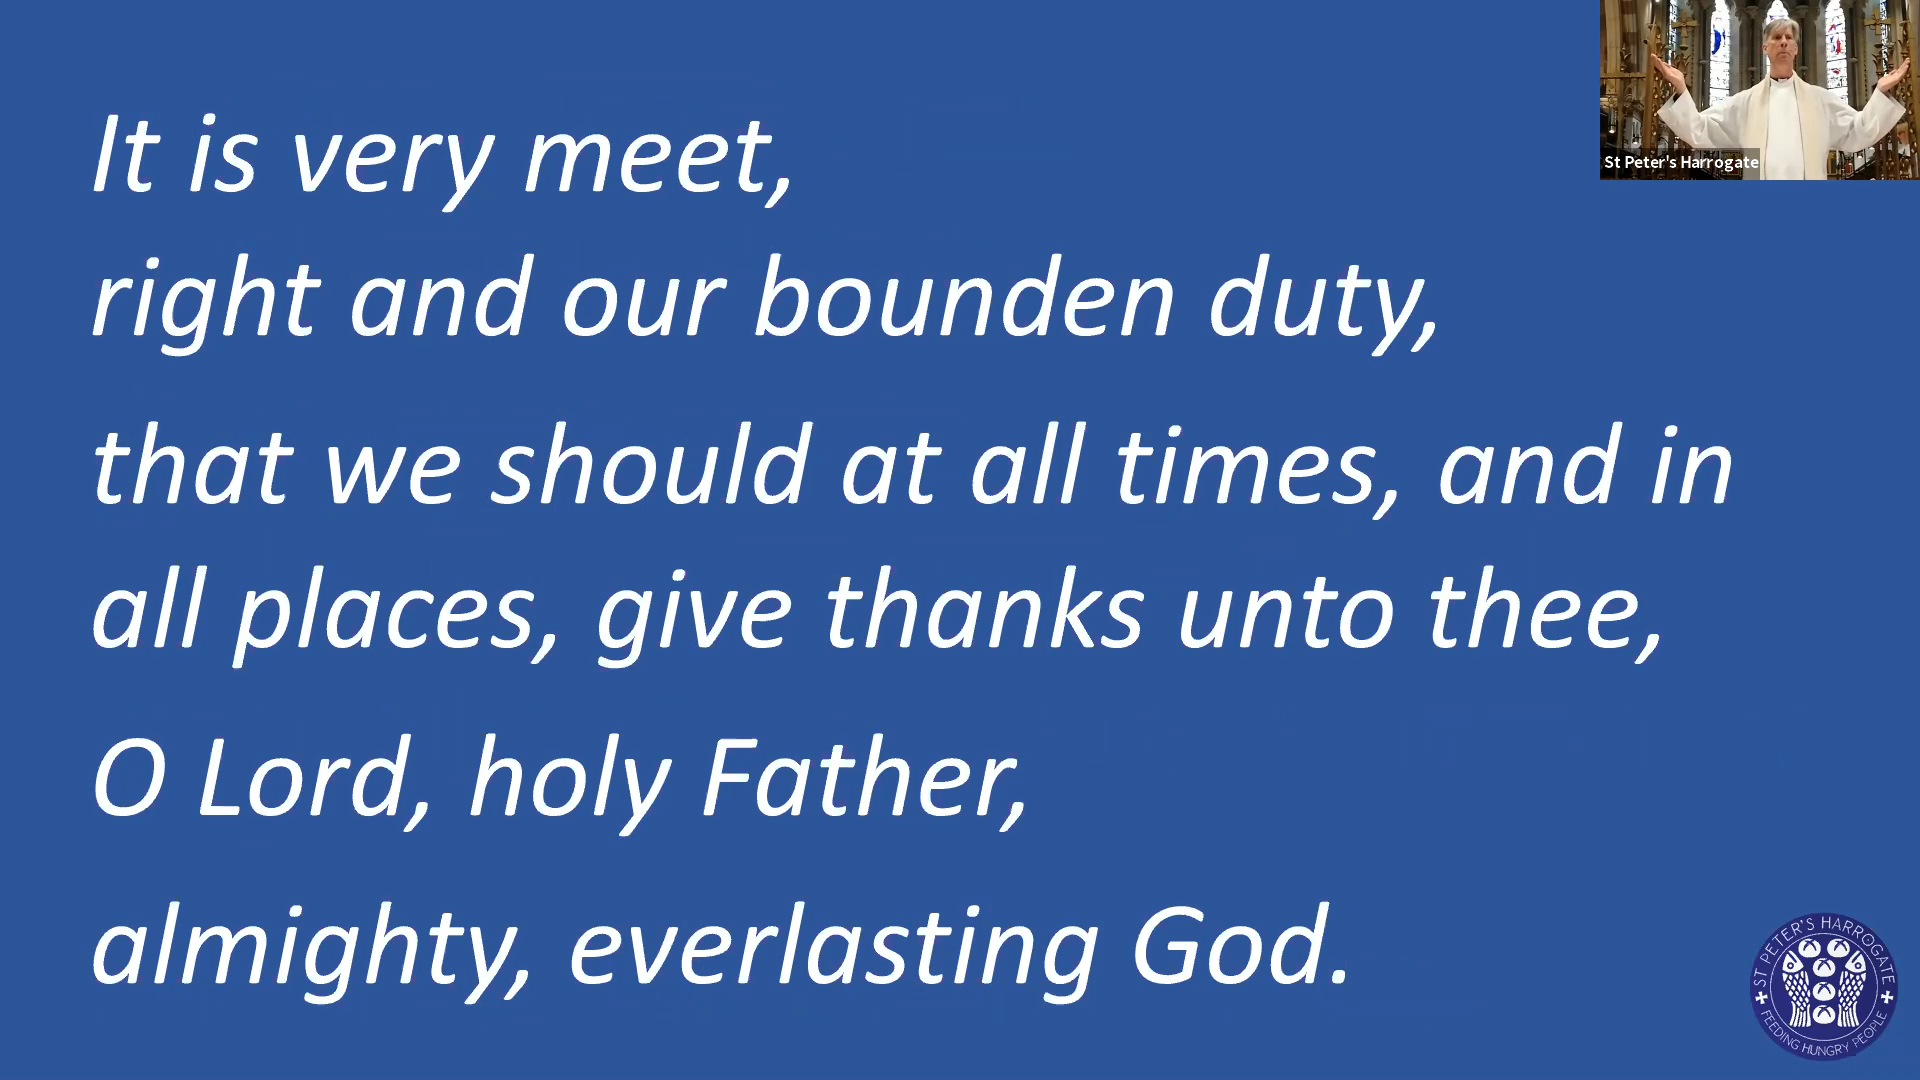 It is very meet,
right and our bounden duty,
that we should at all times, and in
all places, give thanks unto thee,
O Lord, holy Father,
almighty, everlasting God.
St Peter's Harrogate
ST PETER'S HARROGATE
FEEDING HUNGRY PEOPLE